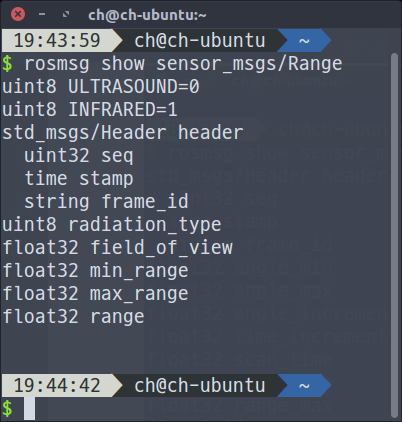 ch@ch-ubuntu:~
19:43:59 ch@ch-ubuntu ~
$ rosmsg show sensor_msgs/Range
uint8 ULTRASOUND=0
uint8 INFRARED=1
std_msgs/Header header
  uint32 seq
  time stamp
  string frame_id
uint8 radiation_type
float32 field_of_view
float32 min_range
float32 max_range
float32 range
19:44:42 ch@ch-ubuntu ~
$